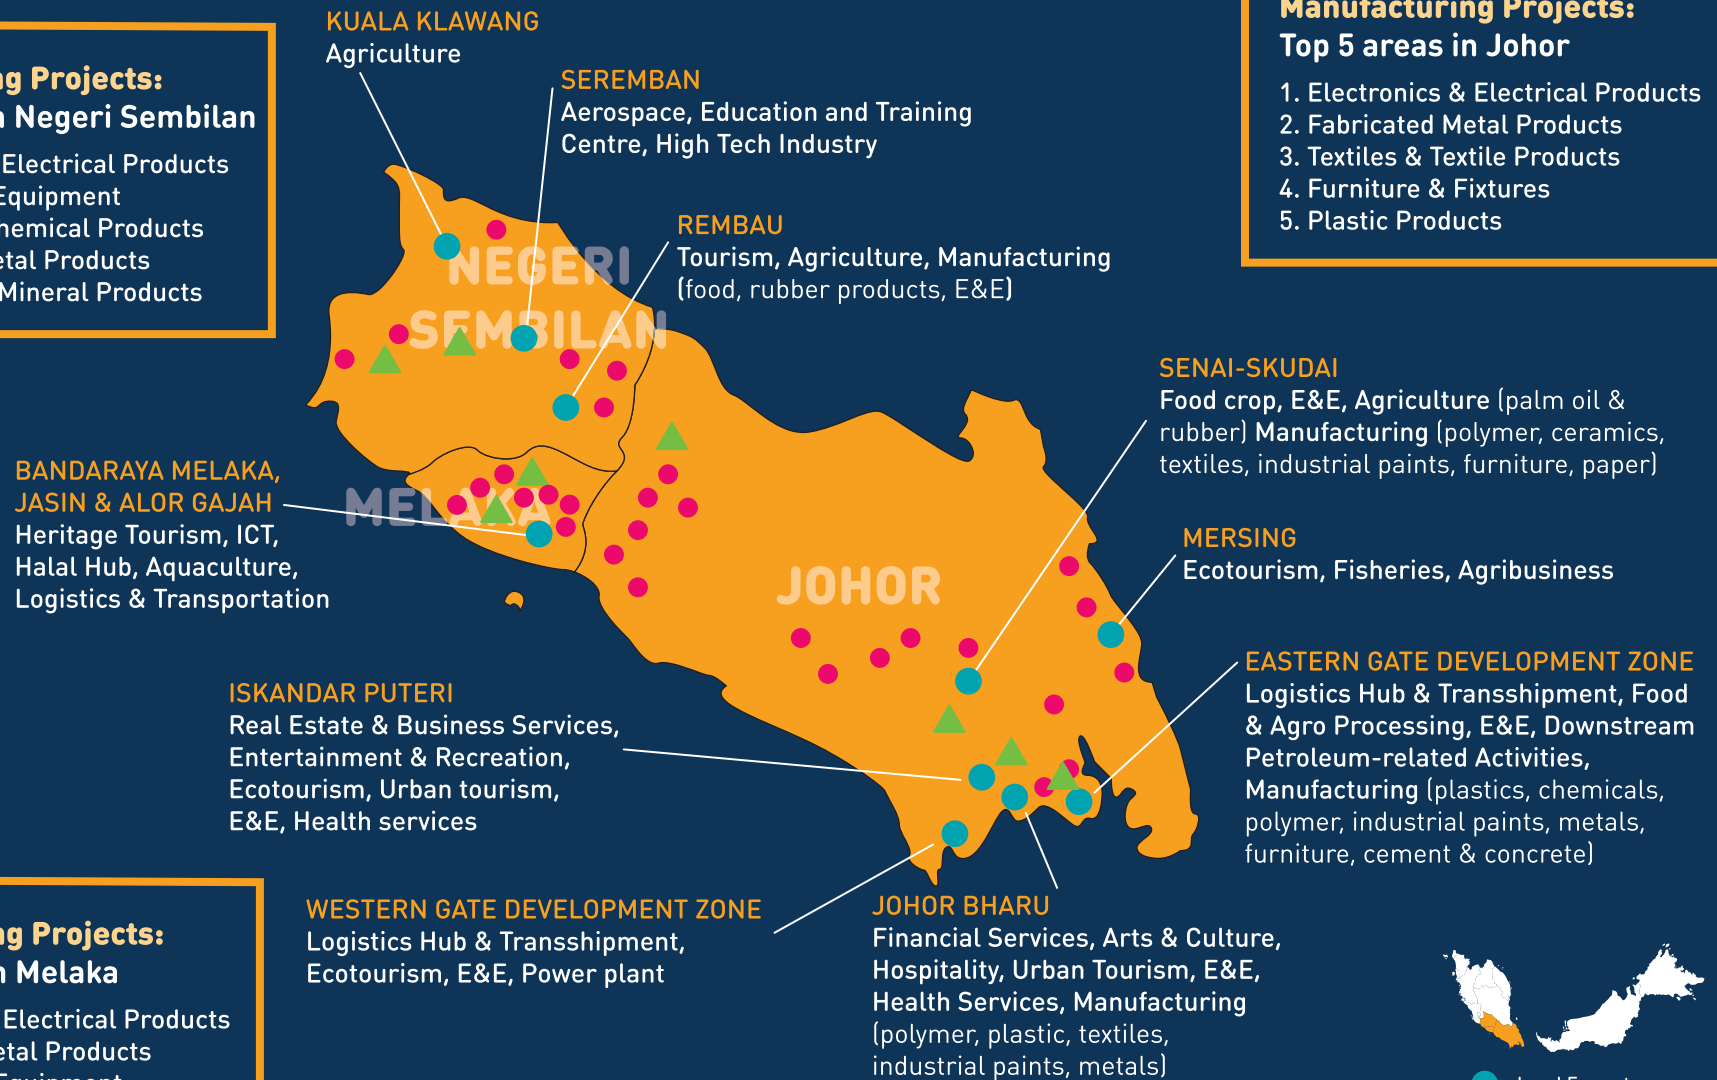 KUALA KLAWANG
Agriculture
SEREMBAN
Aerospace, Education and Training
Centre, High Tech Industry
REMBAU
Tourism, Agriculture, Manufacturing
(food, rubber products, E&E)
Manufacturing Projects:
Top 5 areas in Johor
1. Electronics & Electrical Products
2. Fabricated Metal Products
3. Textiles & Textile Products
4. Furniture & Fixtures
5. Plastic Products
Projects:
Negeri Sembilan
Electrical Products
Equipment
Products
Products
Mineral Products
NEGERI
SEMBILAN
MELAKA
JOHOR
SENAI-SKUDAI
Food crop, E&E, Agriculture (palm oil &
rubber) Manufacturing (polymer, ceramics,
textiles, industrial paints, furniture, paper)
BANDARAYA MELAKA,
JASIN & ALOR GAJAH
Heritage Tourism, ICT,
Halal Hub, Aquaculture,
Logistics & Transportation
MERSING
Ecotourism, Fisheries, Agribusiness
EASTERN GATE DEVELOPMENT ZONE
Logistics Hub & Transshipment, Food
& Agro Processing, E&E, Downstream
Petroleum-related Activities,
Manufacturing (plastics, chemicals,
polymer, industrial paints, metals,
furniture, cement & concrete)
ISKANDAR PUTERI
Real Estate & Business Services,
Entertainment & Recreation,
Ecotourism, Urban tourism,
E&E, Health services
WESTERN GATE DEVELOPMENT ZONE
Logistics Hub & Transshipment,
Ecotourism, E&E, Power plant
JOHOR BHARU
Financial Services, Arts & Culture,
Hospitality, Urban Tourism, E&E,
Health Services, Manufacturing
(polymer, plastic, textiles,
industrial paints, metals)
Projects:
Melaka
Electrical Products
Products